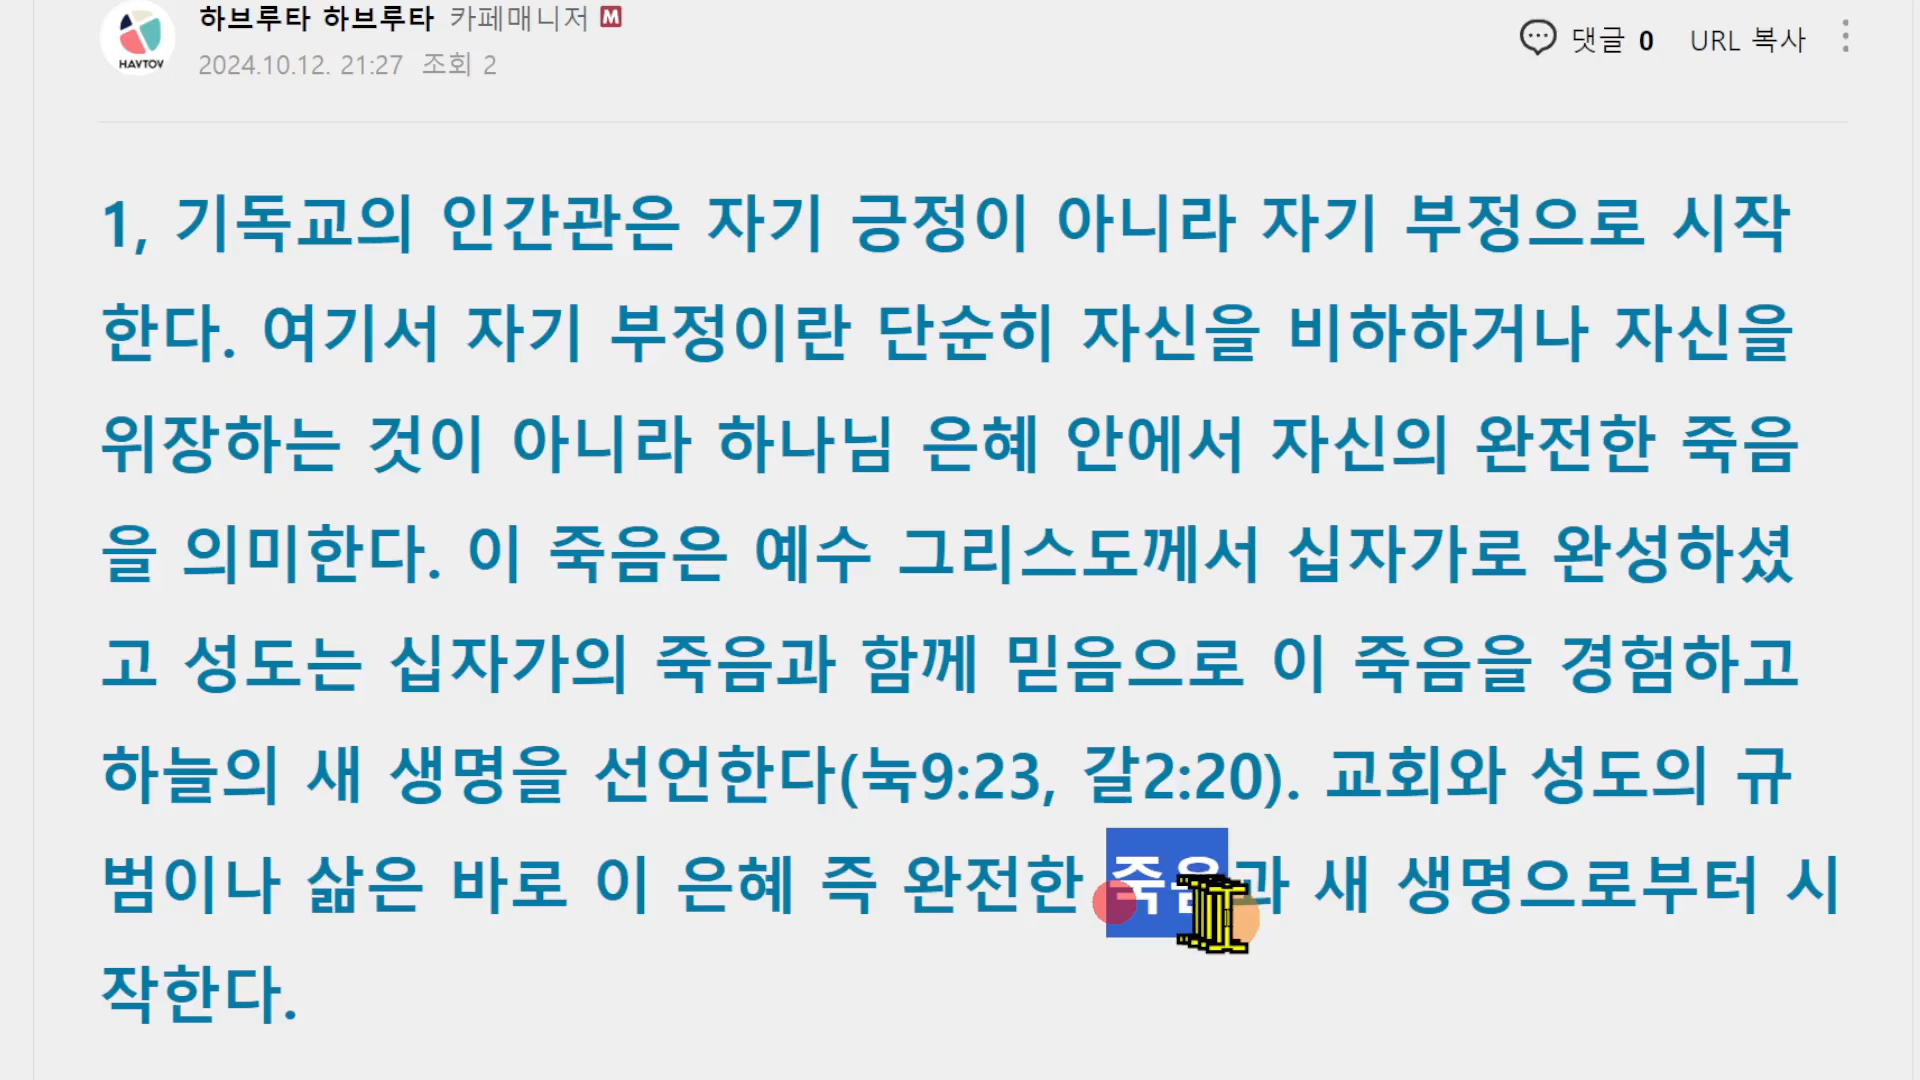 하브루타 하브루타 카페매니저 M
2024.10.12. 21:27 조회 2
댓글 0 URL 복사
HAVTOV
1, 기독교의 인간관은 자기 긍정이 아니라 자기 부정으로 시작
한다. 여기서 자기 부정이란 단순히 자신을 비하하거나 자신을
위장하는 것이 아니라 하나님 은혜 안에서 자신의 완전한 죽음
을 의미한다. 이 죽음은 예수 그리스도께서 십자가로 완성하셨
고 성도는 십자가의 죽음과 함께 믿음으로 이 죽음을 경험하고
하늘의 새 생명을 선언한다(눅9:23, 갈2:20). 교회와 성도의 규
범이나 삶은 바로 이 은혜 즉 완전한 죽음과 새 생명으로부터 시
작한다.